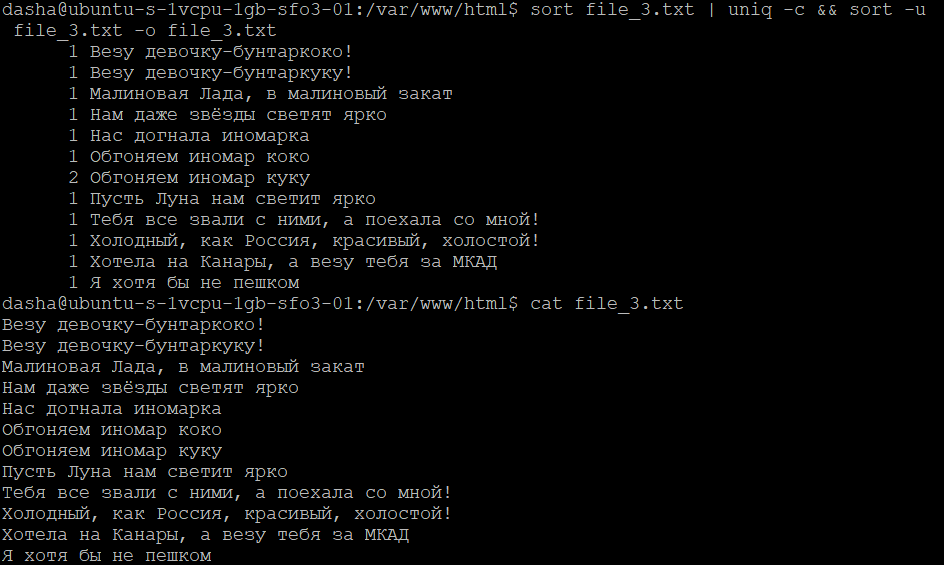 dasha@ubuntu-s-1vcpu-1gb-sfo3-01:/var/www/html$ sort file_3.txt | uniq -c && sort -u
file_3.txt -o file_3.txt
1 Везу девочку-бунтаркоко!
1 Везу девочку-бунтаркуку!
1 Малиновая Лада, в малиновый закат
1 Нам даже звёзды светят ярко
1 Нас догнала иномарка
1 Обгоняем иномар коко
2 Обгоняем иномар куку
1 Пусть Луна нам светит ярко
1 Тебя все звали с ними, а поехала со мной!
1 Холодный, как Россия, красивый, холостой!
1 Хотела на Канары, а везу тебя за МКАД
1 Я хотя бы не пешком
dasha@ubuntu-s-1vcpu-1gb-sfo3-01:/var/www/html$ cat file_3.txt
Везу девочку-бунтаркоко!
Везу девочку-бунтаркуку!
Малиновая Лада, в малиновый закат
Нам даже звёзды светят ярко
Нас догнала иномарка
Обгоняем иномар коко
Обгоняем иномар куку
Пусть Луна нам светит ярко
Тебя все звали с ними, а поехала со мной!
Холодный, как Россия, красивый, холостой!
Хотела на Канары, а везу тебя за МКАД
Я хотя бы не пешком